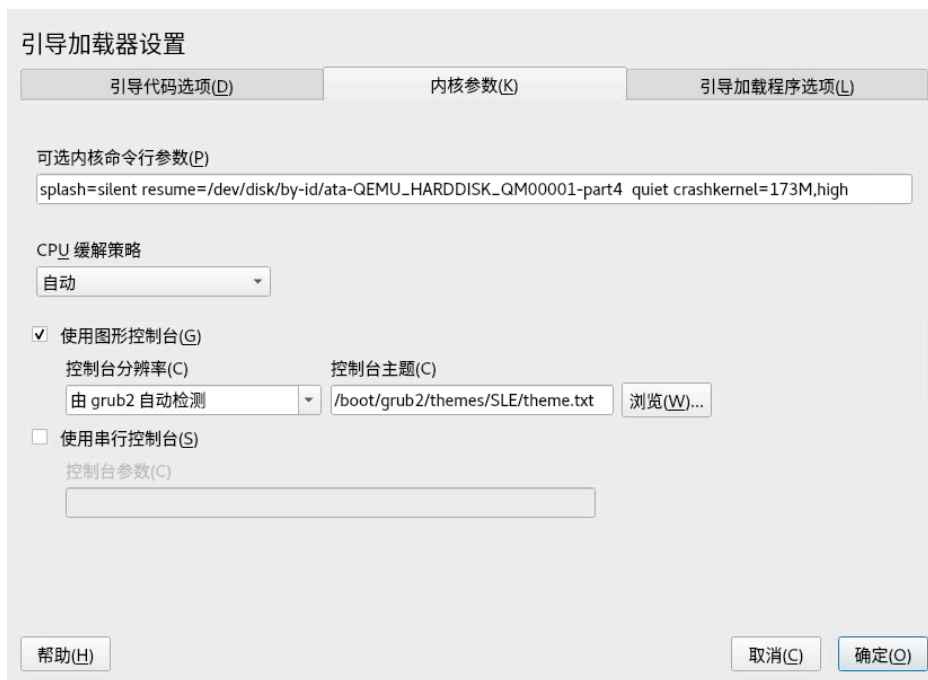 引导加载器设置
引导代码选项(D) 内核参数(K) 引导加载程序选项(L)
可选内核命令行参数(P)
splash=silent resume=/dev/disk/by-id/ata-QEMU_HARDDISK_QM00001-part4  quiet crashkernel=173M,high
CPU 缓解策略
自动
使用图形控制台(G)
控制台分辨率(C) 控制台主题(C)
由 grub2 自动检测 /boot/grub2/themes/SLE/theme.txt 浏览(W)...
使用串行控制台(S)
控制台参数(C)
帮助(H) 取消(C) 确定(O)